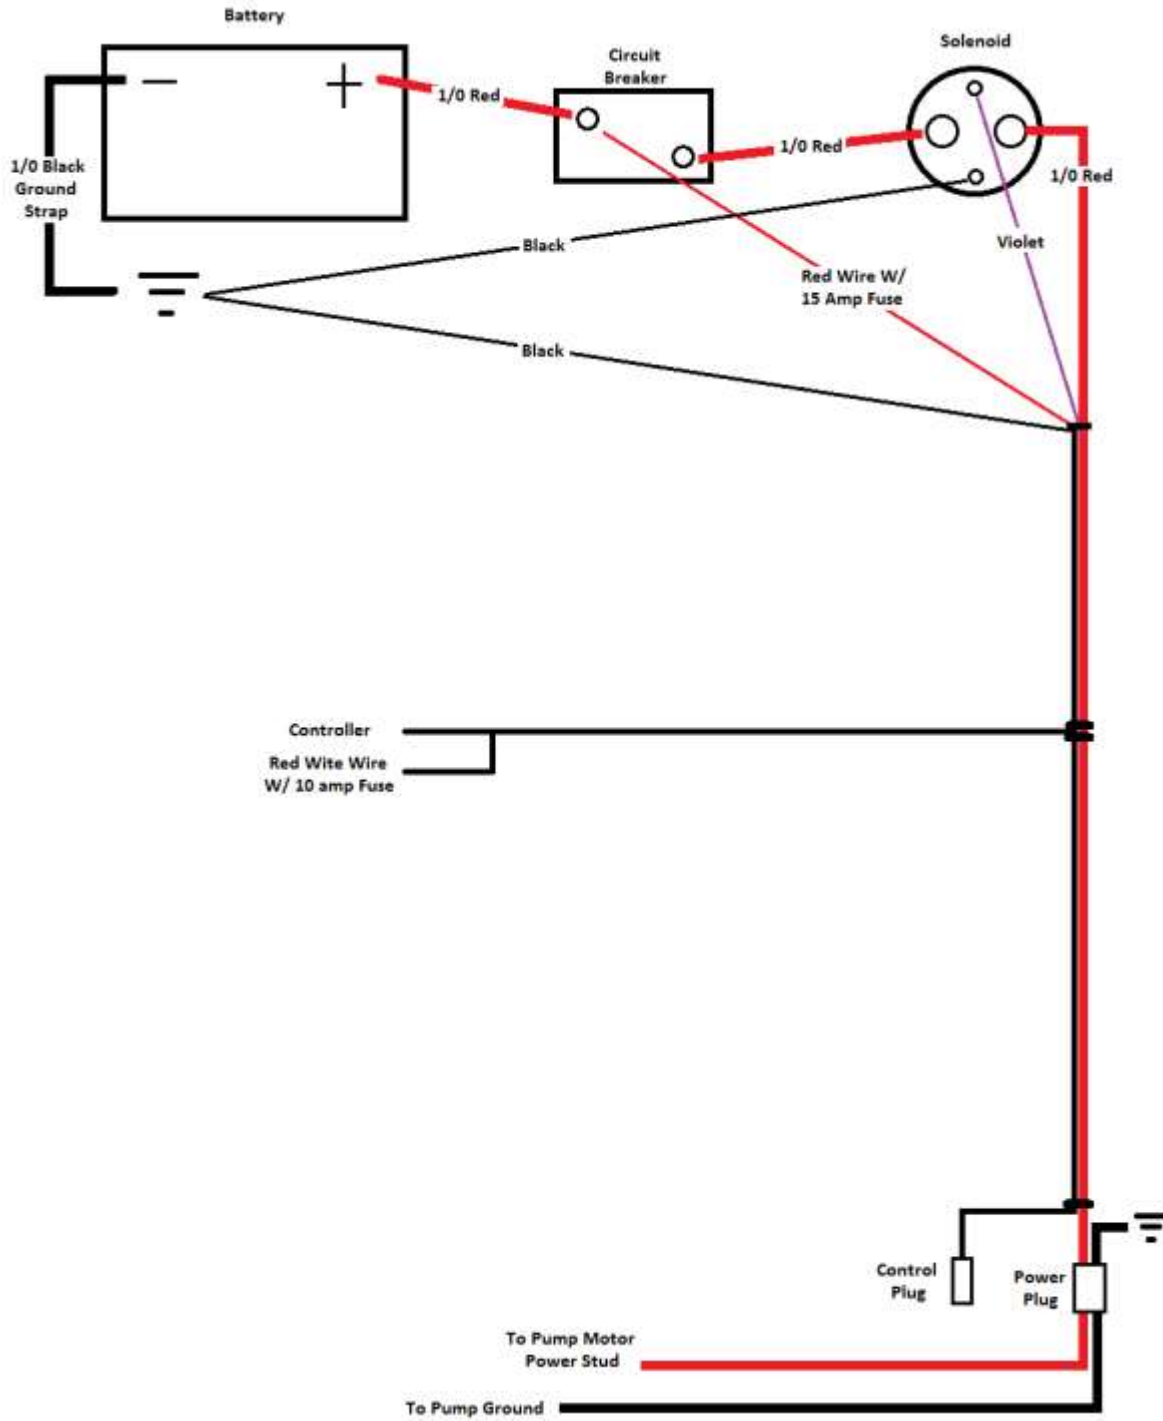 Battery
Solenoid
Circuit
Breaker
1/0 Red
1/0 Red
1/0 Black
Ground
Strap
1/0 Red
Violet
Black
Red Wire W/
15 Amp Fuse
Black
Controller
Red Wite Wire
W/ 10 amp Fuse
Control
Plug
Power
Plug
To Pump Motor
Power Stud
To Pump Ground